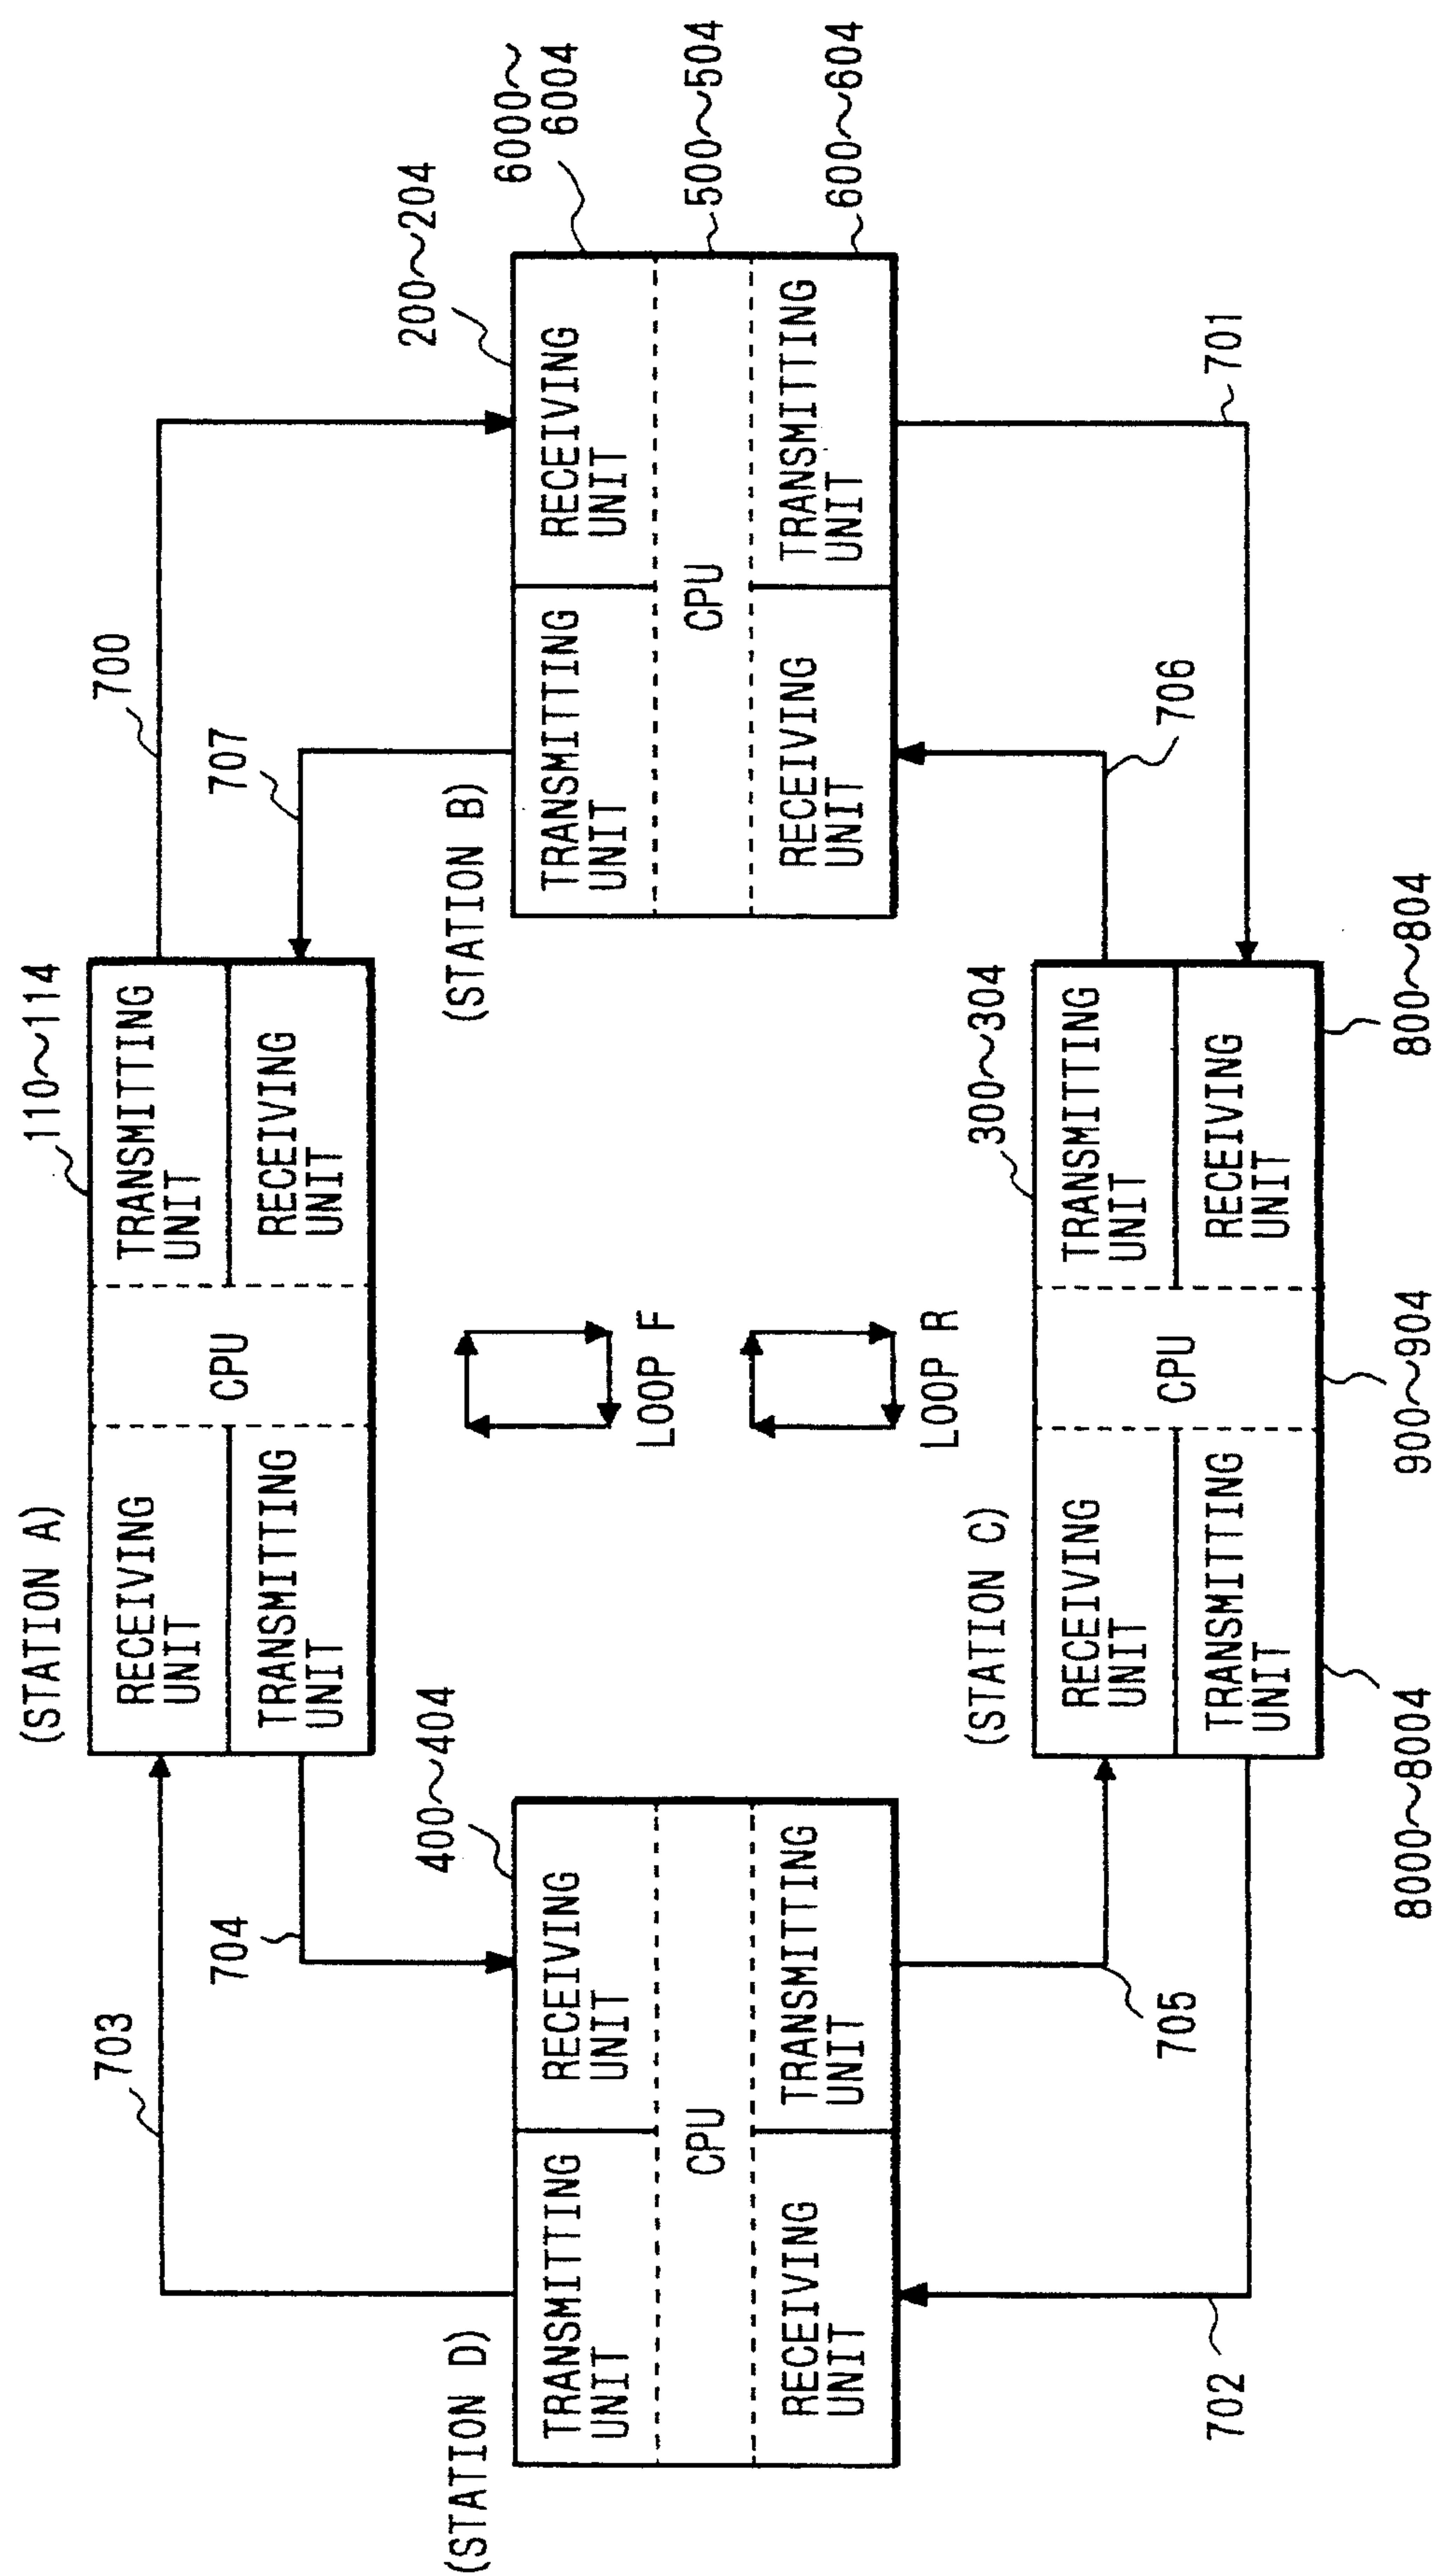 (STATION A)
110~114
RECEIVING
UNIT
TRANSMITTING
UNIT
CPU
TRANSMITTING
UNIT
RECEIVING
UNIT
703
704
700
707
(STATION D)
400~404
TRANSMITTING
UNIT
RECEIVING
UNIT
CPU
RECEIVING
UNIT
TRANSMITTING
UNIT
LOOP F
LOOP R
(STATION B)
200~204
6000~
6004
500~504
600~604
TRANSMITTING
UNIT
RECEIVING
UNIT
CPU
RECEIVING
UNIT
TRANSMITTING
UNIT
702
705
706
701
(STATION C)
300~304
RECEIVING
UNIT
TRANSMITTING
UNIT
CPU
TRANSMITTING
UNIT
RECEIVING
UNIT
8000~8004
900~904
800~804